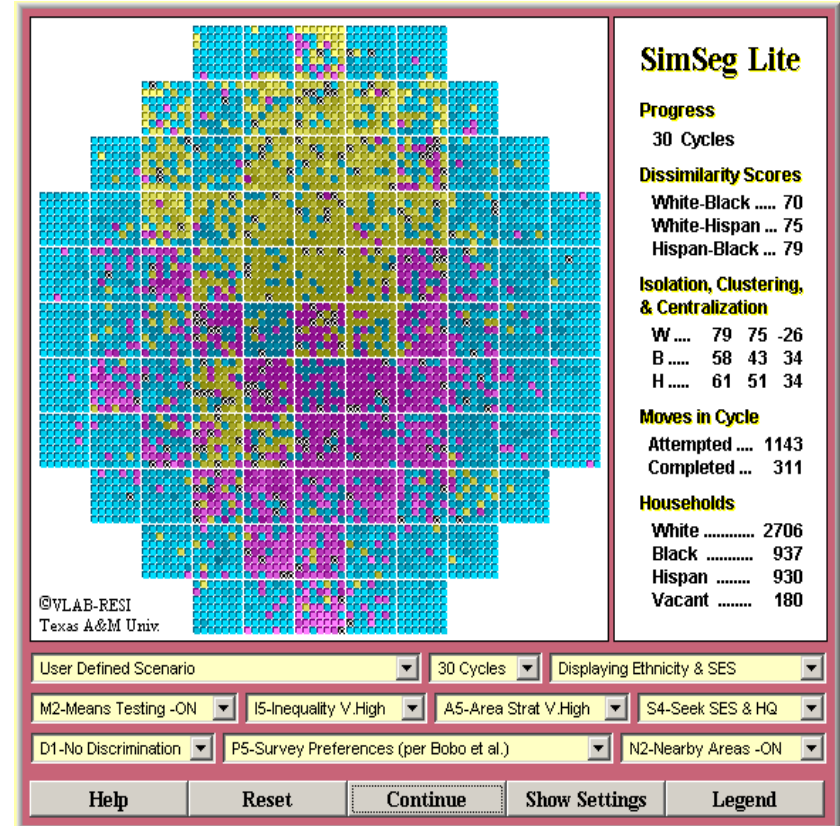 SimSeg Lite
Progress
30 Cycles
Dissimilarity Scores
White-Black ..... 70
White-Hispan ... 75
Hispan-Black ... 79
Isolation, Clustering,
& Centralization
W .... 79 75 -26
B ..... 58 43 34
H ..... 61 51 34
Moves in Cycle
Attempted .... 1143
Completed ... 311
Households
White ............ 2706
Black ........... 937
Hispan ........ 930
Vacant ........ 180
©VLAB-RESI
Texas A&M Univ.
User Defined Scenario 30 Cycles Displaying Ethnicity & SES
M2-Means Testing -ON I5-Inequality V.High A5-Area Strat V.High S4-Seek SES & HQ
D1-No Discrimination P5-Survey Preferences (per Bobo et al.) N2-Nearby Areas -ON
Help Reset Continue Show Settings Legend